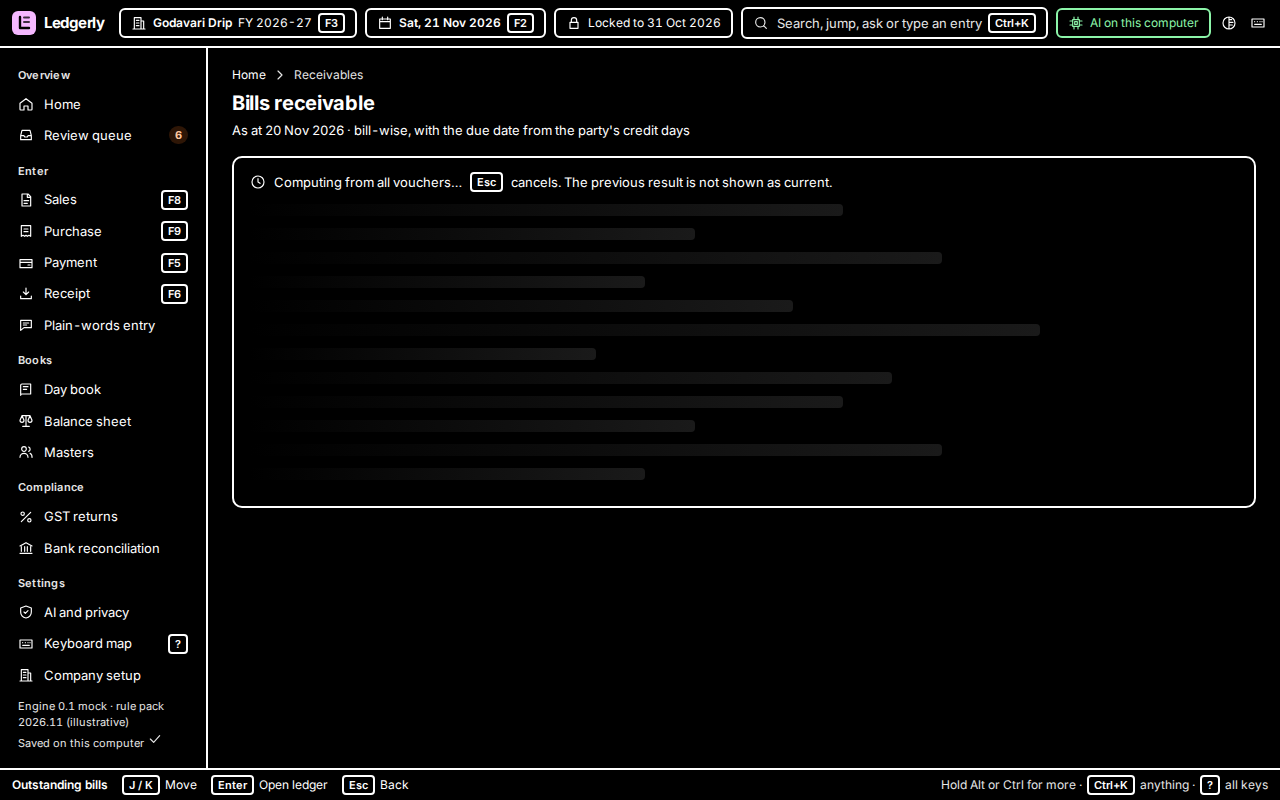 Ledgerly
Godavari Drip FY 2026-27 F3
Sat, 21 Nov 2026 F2
Locked to 31 Oct 2026
Search, jump, ask or type an entry Ctrl+K
AI on this computer
Overview
Home
Review queue 6
Enter
Sales F8
Purchase F9
Payment F5
Receipt F6
Plain-words entry
Books
Day book
Balance sheet
Masters
Compliance
GST returns
Bank reconciliation
Settings
AI and privacy
Keyboard map ?
Company setup
Engine 0.1 mock · rule pack
2026.11 (illustrative)
Saved on this computer
Home Receivables
Bills receivable
As at 20 Nov 2026 · bill-wise, with the due date from the party's credit days
Computing from all vouchers... Esc cancels. The previous result is not shown as current.
Outstanding bills J / K Move Enter Open ledger Esc Back
Hold Alt or Ctrl for more · Ctrl+K anything · ? all keys